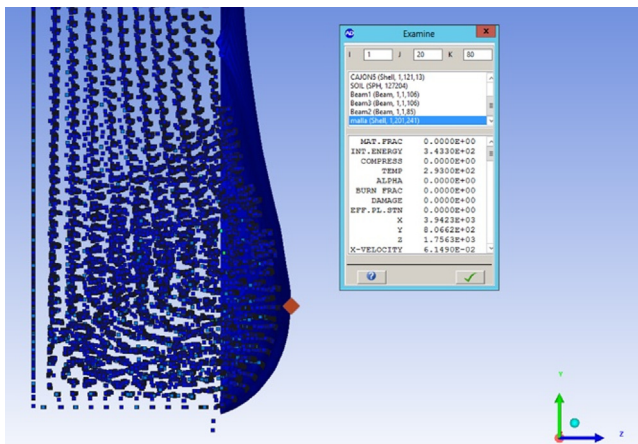 Examine
I 1 J 20 K 80
CAJON5 (Shell, 1,121,13)
SOIL (SPH, 127204)
Beam1 (Beam, 1,1,106)
Beam3 (Beam, 1,1,106)
Beam2 (Beam, 1,1,85)
malla (Shell, 1,201,241)
MAT.FRAC 0.0000E+00
INT.ENERGY 3.4330E+02
COMPRESS 0.0000E+00
TEMP 2.9300E+02
ALPHA 0.0000E+00
BURN FRAC 0.0000E+00
DAMAGE 0.0000E+00
EFF.PL.STN 0.0000E+00
X 3.9423E+03
Y 8.0662E+02
Z 1.7563E+03
X-VELOCITY 6.1490E-02
Y
Z